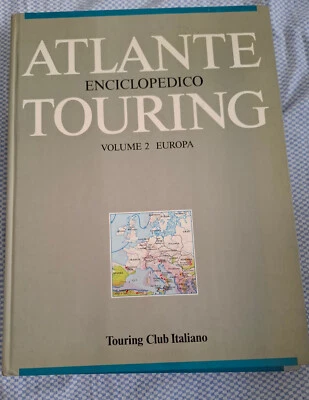 ATLANTE
ENCICLOPEDICO
TOURING
VOLUME 2 EUROPA
Touring Club Italiano